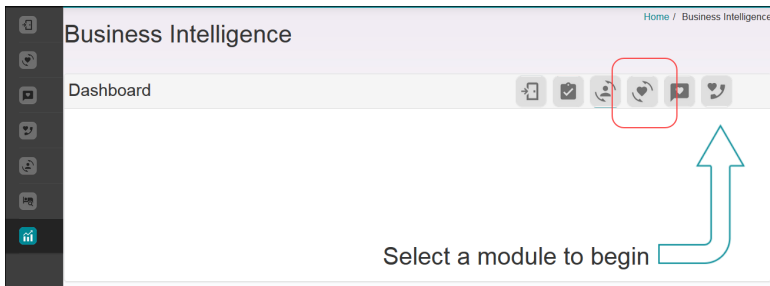 Home / Business Intelligence
Business Intelligence
Dashboard
Select a module to begin